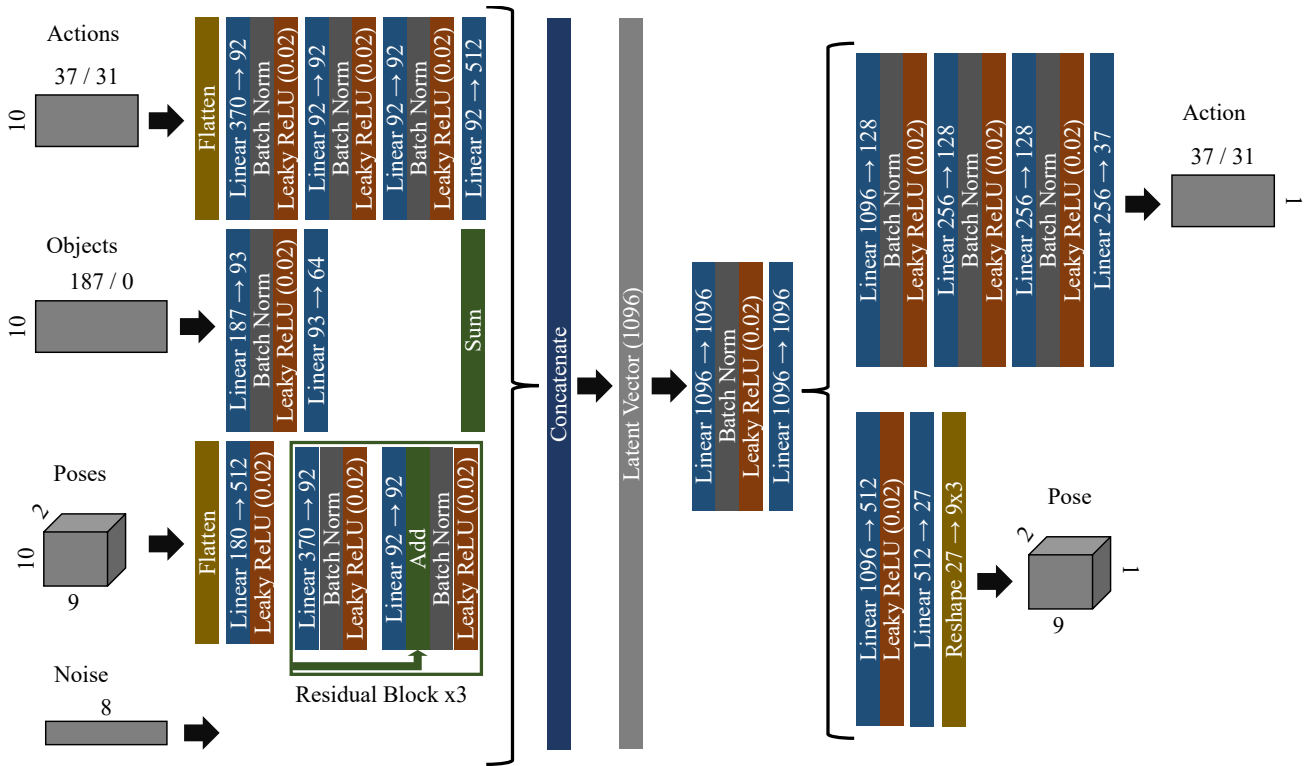 Actions
37 / 31
10
Flatten
Linear 370 → 92
Batch Norm
Leaky ReLU (0.02)
Linear 92 → 92
Batch Norm
Leaky ReLU (0.02)
Linear 92 → 92
Batch Norm
Leaky ReLU (0.02)
Linear 92 → 512
Objects
187 / 0
10
Linear 187 → 93
Batch Norm
Leaky ReLU (0.02)
Linear 93 → 64
Sum
Poses
2
10
9
Flatten
Linear 180 → 512
Leaky ReLU (0.02)
Linear 370 → 92
Batch Norm
Leaky ReLU (0.02)
Linear 92 → 92
Add
Batch Norm
Leaky ReLU (0.02)
Residual Block x3
Noise
8
Concatenate
Latent Vector (1096)
Linear 1096 → 1096
Batch Norm
Leaky ReLU (0.02)
Linear 1096 → 1096
Linear 1096 → 128
Batch Norm
Leaky ReLU (0.02)
Linear 256 → 128
Batch Norm
Leaky ReLU (0.02)
Linear 256 → 128
Batch Norm
Leaky ReLU (0.02)
Linear 256 → 37
Action
37 / 31
1
Linear 1096 → 512
Leaky ReLU (0.02)
Linear 512 → 27
Reshape 27 → 9x3
Pose
2
1
9